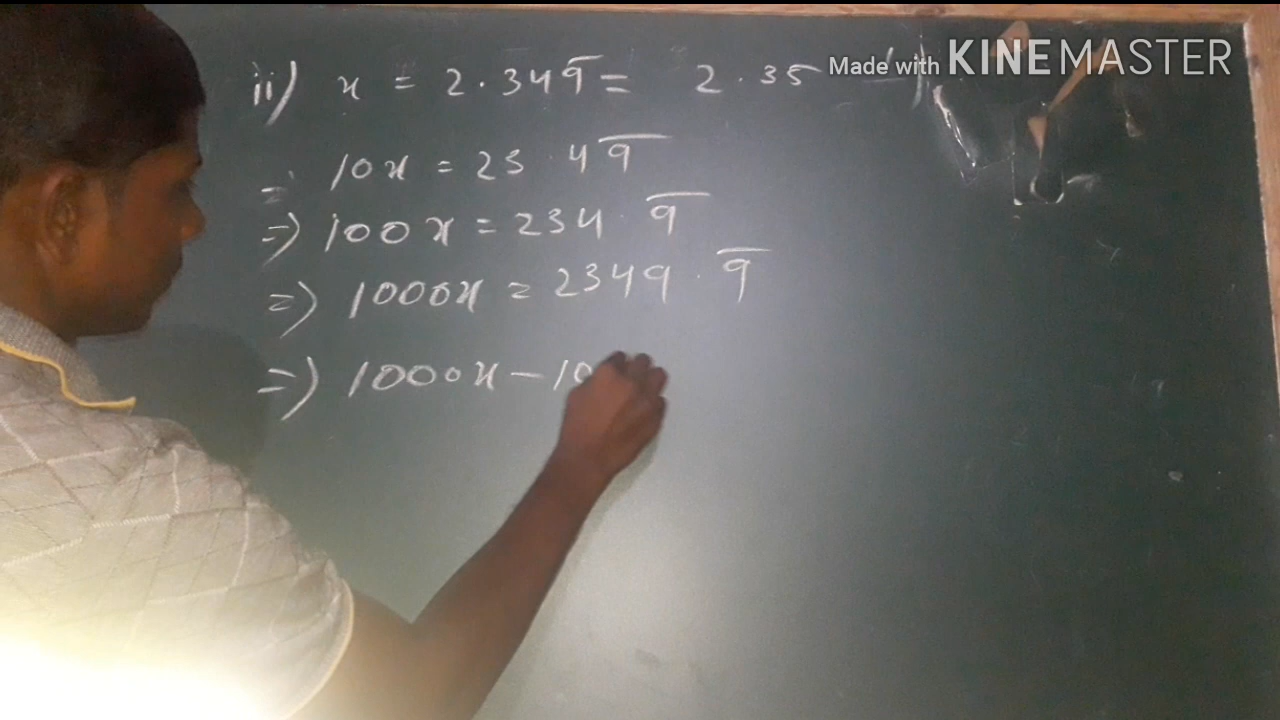 ii) x = 2.349̅ = 2.35
Made with KINEMASTER
⇒ 10x = 23.49̅
⇒ 100x = 234.9̅
⇒ 1000x = 2349.9̅
⇒ 1000x - 10